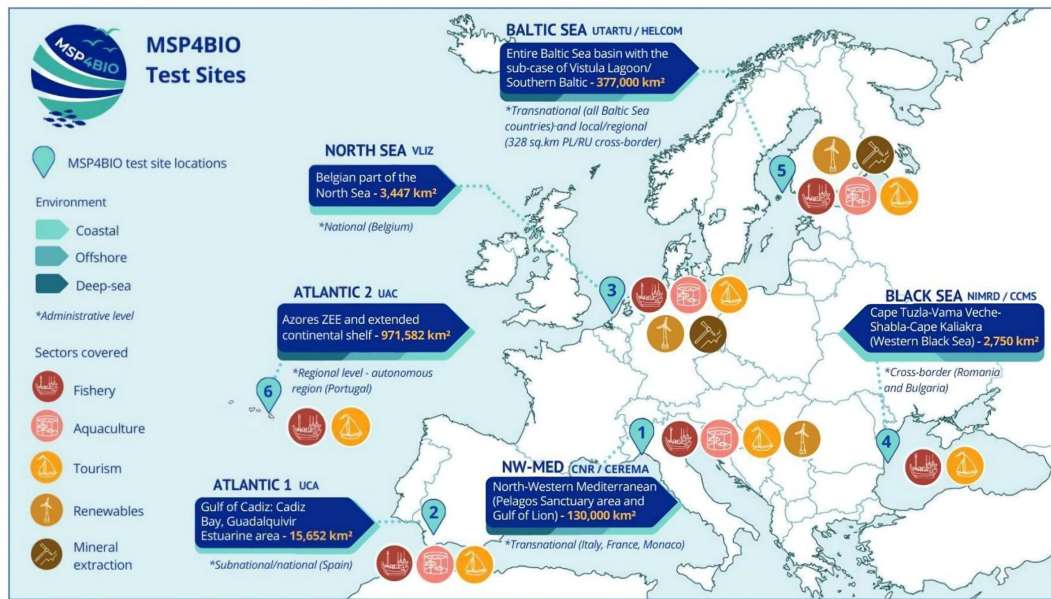 MSP4BIO
MSP4BIO
Test Sites
MSP4BIO test site locations
Environment
Coastal
Offshore
Deep-sea
*Administrative level
Sectors covered
Fishery
Aquaculture
Tourism
Renewables
Mineral
extraction
BALTIC SEA UTARTU / HELCOM
Entire Baltic Sea basin with the
sub-case of Vistula Lagoon/
Southern Baltic - 377,000 km²
*Transnational (all Baltic Sea
countries) and local/regional
(328 sq.km PL/RU cross-border)
5
NORTH SEA VLIZ
Belgian part of the
North Sea - 3,447 km²
*National (Belgium)
3
ATLANTIC 2 UAC
Azores ZEE and extended
continental shelf - 971,582 km²
*Regional level - autonomous
region (Portugal)
6
BLACK SEA NIMRD / CCMS
Cape Tuzla-Vama Veche-
Shabla-Cape Kaliakra
(Western Black Sea) - 2,750 km²
*Cross-border (Romania
and Bulgaria)
4
ATLANTIC 1 UCA
Gulf of Cadiz: Cadiz
Bay, Guadalquivir
Estuarine area - 15,652 km²
*Subnational/national (Spain)
2
NW-MED CNR / CEREMA
North-Western Mediterranean
(Pelagos Sanctuary area and
Gulf of Lion) - 130,000 km²
*Transnational (Italy, France, Monaco)
1